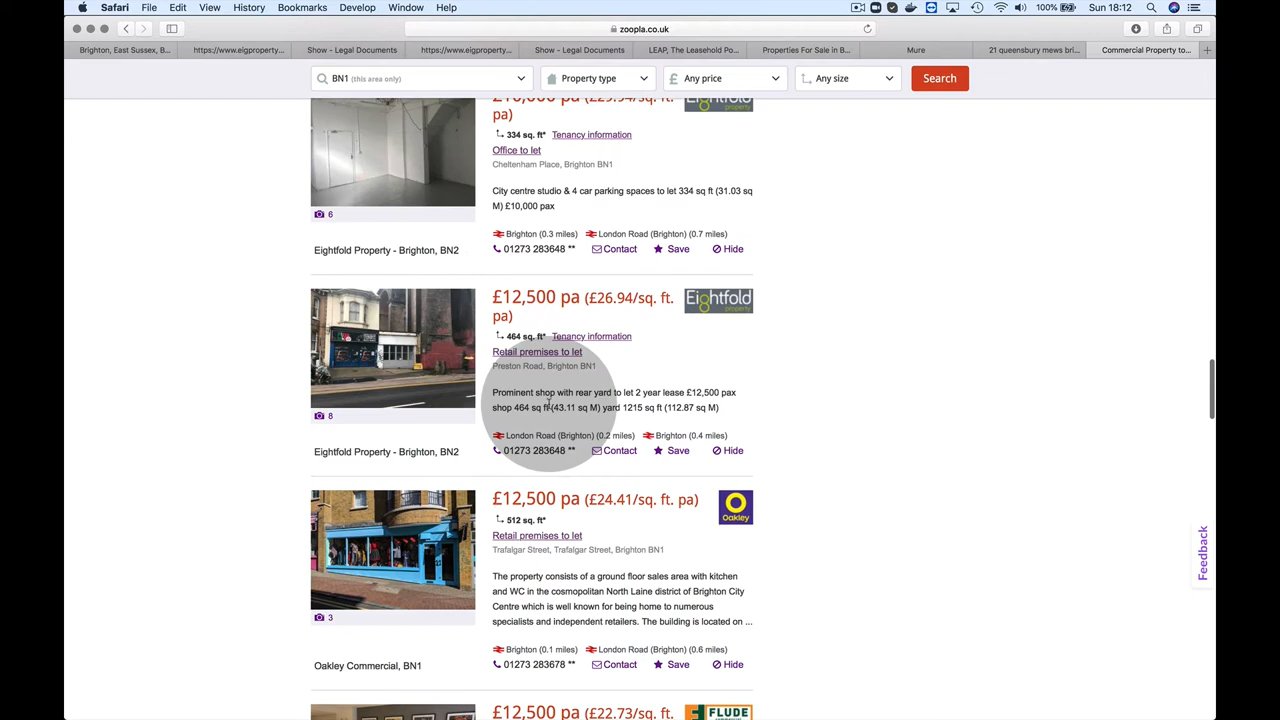 Safari File Edit View History Bookmarks Develop Window Help
100% Sun 18:12
zoopla.co.uk
Brighton, East Sussex, B...
https://www.eigproperty...
Show - Legal Documents
https://www.eigproperty...
Show - Legal Documents
LEAP, The Leasehold Po...
Properties For Sale in B...
Mure
21 queensbury mews bri...
Commercial Property to...
BN1 (this area only)
Property type
£ Any price
Any size
Search
£10,000 pa (£29.94/sq. ft.
pa)
Eightfold
334 sq. ft* Tenancy information
Office to let
Cheltenham Place, Brighton BN1
City centre studio & 4 car parking spaces to let 334 sq ft (31.03 sq
M) £10,000 pax
6
Brighton (0.3 miles) London Road (Brighton) (0.7 miles)
Eightfold Property - Brighton, BN2
01273 283648 ** Contact Save Hide
£12,500 pa (£26.94/sq. ft.
pa)
Eightfold
property
464 sq. ft* Tenancy information
Retail premises to let
Preston Road, Brighton BN1
Prominent shop with rear yard to let 2 year lease £12,500 pax
shop 464 sq ft (43.11 sq M) yard 1215 sq ft (112.87 sq M)
8
London Road (Brighton) (0.2 miles) Brighton (0.4 miles)
Eightfold Property - Brighton, BN2
01273 283648 ** Contact Save Hide
£12,500 pa (£24.41/sq. ft. pa)
Oakley
512 sq. ft*
Retail premises to let
Trafalgar Street, Trafalgar Street, Brighton BN1
The property consists of a ground floor sales area with kitchen
and WC in the cosmopolitan North Laine district of Brighton City
Centre which is well known for being home to numerous
specialists and independent retailers. The building is located on ...
3
Brighton (0.1 miles) London Road (Brighton) (0.6 miles)
Oakley Commercial, BN1
01273 283678 ** Contact Save Hide
£12,500 pa (£22.73/sq. ft.
FLUDE
Feedback